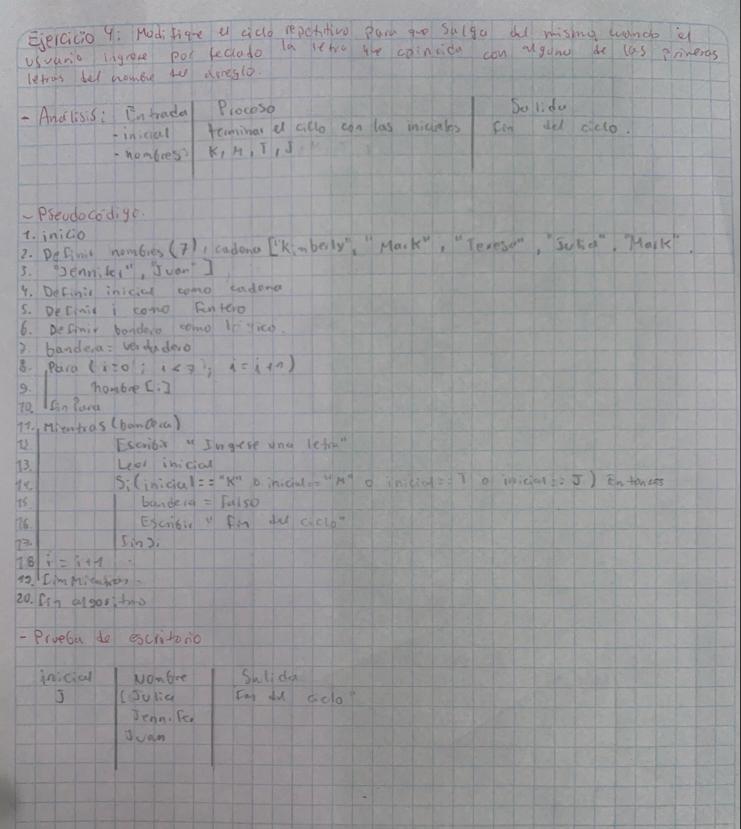 Ejercicio 4: Modifique el ciclo repetitivo para que salga del mismo cuando el
usuario ingrese por teclado la letra que coincida con alguna de las primeras
letras del nombre del arreglo.
- Análisis: Entrada Proceso Salida
- inicial terminar el ciclo con las iniciales Fin del ciclo.
- nombres K, M, T, J
- Pseudocódigo.
1. inicio
2. Definir nombres (7), cadena ["Kimberly", "Mark", "Teresa", "Julia", "Mark",
3. "Jennifer", "Juan"]
4. Definir inicial como cadena
5. Definir i como Entero
6. Definir bandera como lógico.
7. bandera = verdadero
8. Para (i=0; i<7; i=i+1)
9. nombre [i]
10. Fin Para
11. Mientras (bandera)
12 Escribir "Ingrese una letra"
13. Leer inicial
14. Si (inicial == "K" o inicial == "M" o inicial == T o inicial == J) Entonces
15 bandera = Falso
16. Escribir "Fin del ciclo"
17. FinSi
18 i = i+1
19. Fin Mientras
20. Fin algoritmo
- Prueba de escritorio
inicial Nombre Salida
J Julia Fin del ciclo"
Jennifer
Juan